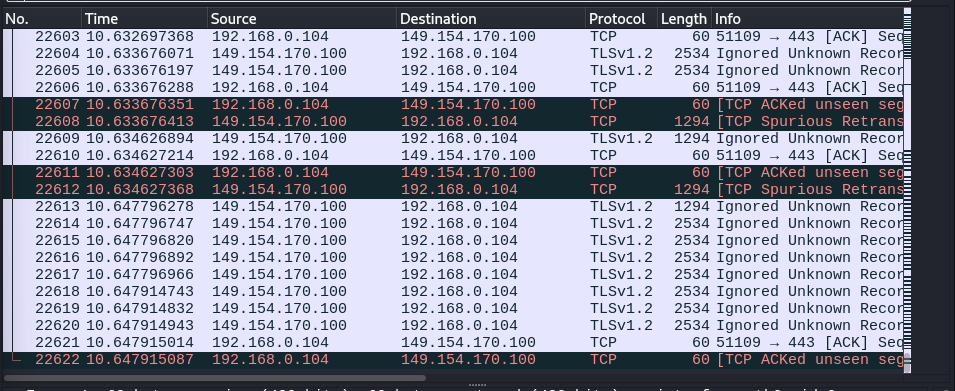 No. Time Source Destination Protocol Length Info
22603 10.632697368 192.168.0.104 149.154.170.100 TCP 60 51109 → 443 [ACK] Seq
22604 10.633676071 149.154.170.100 192.168.0.104 TLSv1.2 2534 Ignored Unknown Recor
22605 10.633676197 149.154.170.100 192.168.0.104 TLSv1.2 2534 Ignored Unknown Recor
22606 10.633676288 192.168.0.104 149.154.170.100 TCP 60 51109 → 443 [ACK] Seq
22607 10.633676351 192.168.0.104 149.154.170.100 TCP 60 [TCP ACKed unseen seg
22608 10.633676413 149.154.170.100 192.168.0.104 TCP 1294 [TCP Spurious Retrans
22609 10.634626894 149.154.170.100 192.168.0.104 TLSv1.2 1294 Ignored Unknown Recor
22610 10.634627214 192.168.0.104 149.154.170.100 TCP 60 51109 → 443 [ACK] Seq
22611 10.634627303 192.168.0.104 149.154.170.100 TCP 60 [TCP ACKed unseen seg
22612 10.634627368 149.154.170.100 192.168.0.104 TCP 1294 [TCP Spurious Retrans
22613 10.647796278 149.154.170.100 192.168.0.104 TLSv1.2 1294 Ignored Unknown Recor
22614 10.647796747 149.154.170.100 192.168.0.104 TLSv1.2 2534 Ignored Unknown Recor
22615 10.647796820 149.154.170.100 192.168.0.104 TLSv1.2 2534 Ignored Unknown Recor
22616 10.647796892 149.154.170.100 192.168.0.104 TLSv1.2 2534 Ignored Unknown Recor
22617 10.647796966 149.154.170.100 192.168.0.104 TLSv1.2 2534 Ignored Unknown Recor
22618 10.647914743 149.154.170.100 192.168.0.104 TLSv1.2 2534 Ignored Unknown Recor
22619 10.647914832 149.154.170.100 192.168.0.104 TLSv1.2 2534 Ignored Unknown Recor
22620 10.647914943 149.154.170.100 192.168.0.104 TLSv1.2 2534 Ignored Unknown Recor
22621 10.647915014 192.168.0.104 149.154.170.100 TCP 60 51109 → 443 [ACK] Seq
22622 10.647915087 192.168.0.104 149.154.170.100 TCP 60 [TCP ACKed unseen seg